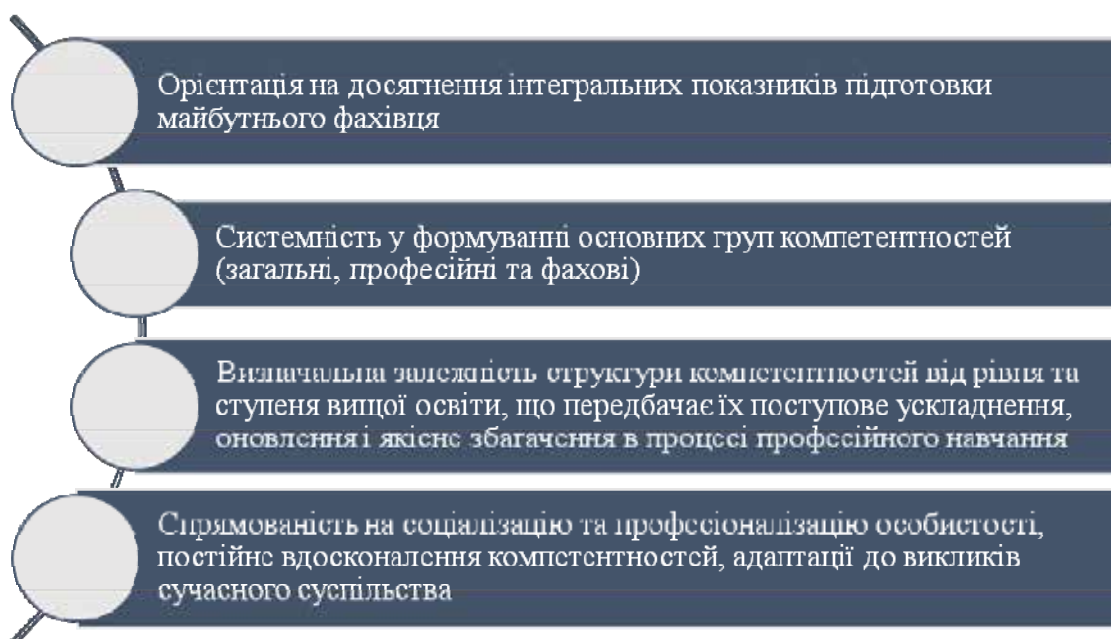 Орієнтація на досягнення інтегральних показників підготовки
майбутнього фахівця
Системність у формуванні основних груп компетентностей
(загальні, професійні та фахові)
Визначальна залежність структури компетентностей від рівня та
ступеня вищої освіти, що передбачає їх поступове ускладнення,
оновлення і якісне збагачення в процесі професійного навчання
Спрямованість на соціалізацію та професіоналізацію особистості,
постійне вдосконалення компетентностей, адаптації до викликів
сучасного суспільства